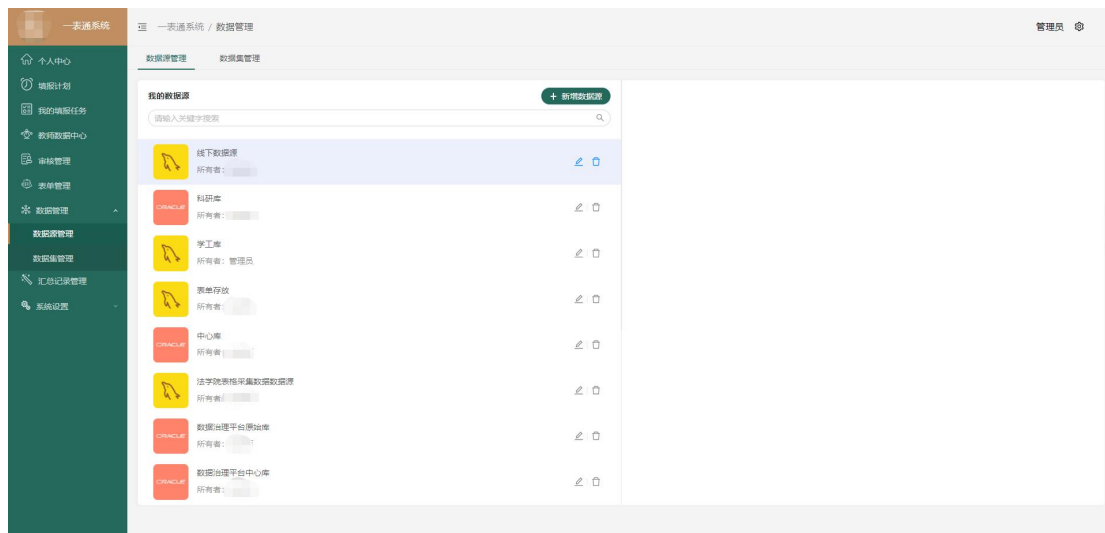 一表通系统
一表通系统 / 数据管理
管理员
个人中心
填报计划
我的填报任务
教师数据中心
审核管理
表单管理
数据管理
数据源管理
数据集管理
汇总记录管理
系统设置
数据源管理
数据集管理
我的数据源
+ 新增数据源
请输入关键字搜索
线下数据源
所有者：
ORACLE
科研库
所有者：
学工库
所有者：管理员
表单存放
所有者：
ORACLE
中心库
所有者
法学院表格采集数据数据源
所有者
ORACLE
数据治理平台原始库
所有者：
ORACLE
数据治理平台中心库
所有者：